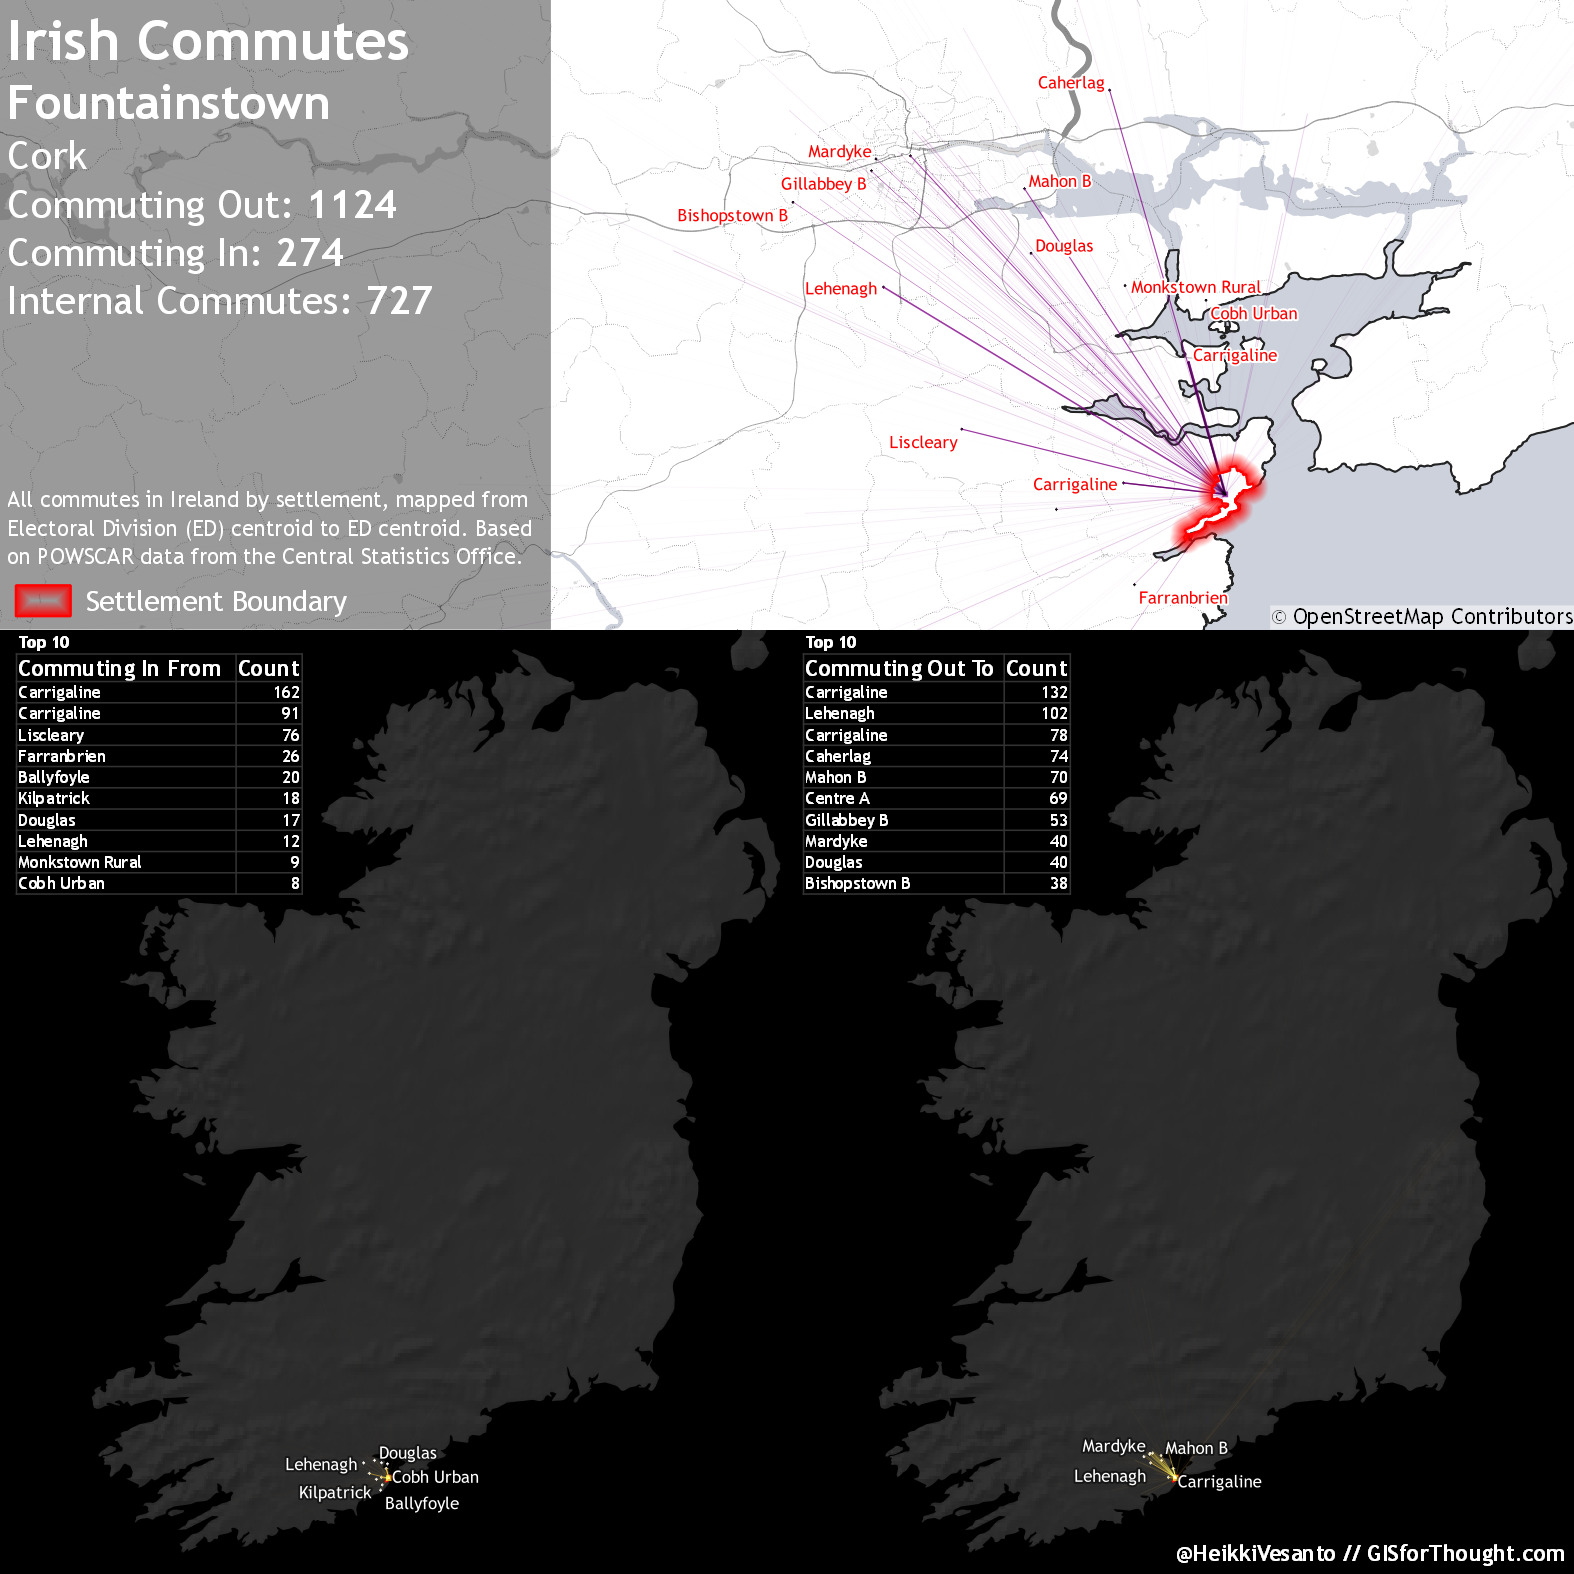 Irish Commutes
Fountainstown
Cork
Commuting Out: 1124
Commuting In: 274
Internal Commutes: 727
All commutes in Ireland by settlement, mapped from
Electoral Division (ED) centroid to ED centroid. Based
on POWSCAR data from the Central Statistics Office.
Settlement Boundary
Caherlag
Mardyke
Gillabbey B
Mahon B
Bishopstown B
Douglas
Lehenagh
Monkstown Rural
Cobh Urban
Carrigaline
Liscleary
Carrigaline
Farranbrien
© OpenStreetMap Contributors
Top 10
Commuting In From Count
Carrigaline 162
Carrigaline 91
Liscleary 76
Farranbrien 26
Ballyfoyle 20
Kilpatrick 18
Douglas 17
Lehenagh 12
Monkstown Rural 9
Cobh Urban 8
Top 10
Commuting Out To Count
Carrigaline 132
Lehenagh 102
Carrigaline 78
Caherlag 74
Mahon B 70
Centre A 69
Gillabbey B 53
Mardyke 40
Douglas 40
Bishopstown B 38
Douglas
Lehenagh
Cobh Urban
Kilpatrick
Ballyfoyle
Mardyke
Mahon B
Lehenagh
Carrigaline
@HeikkiVesanto // GISforThought.com